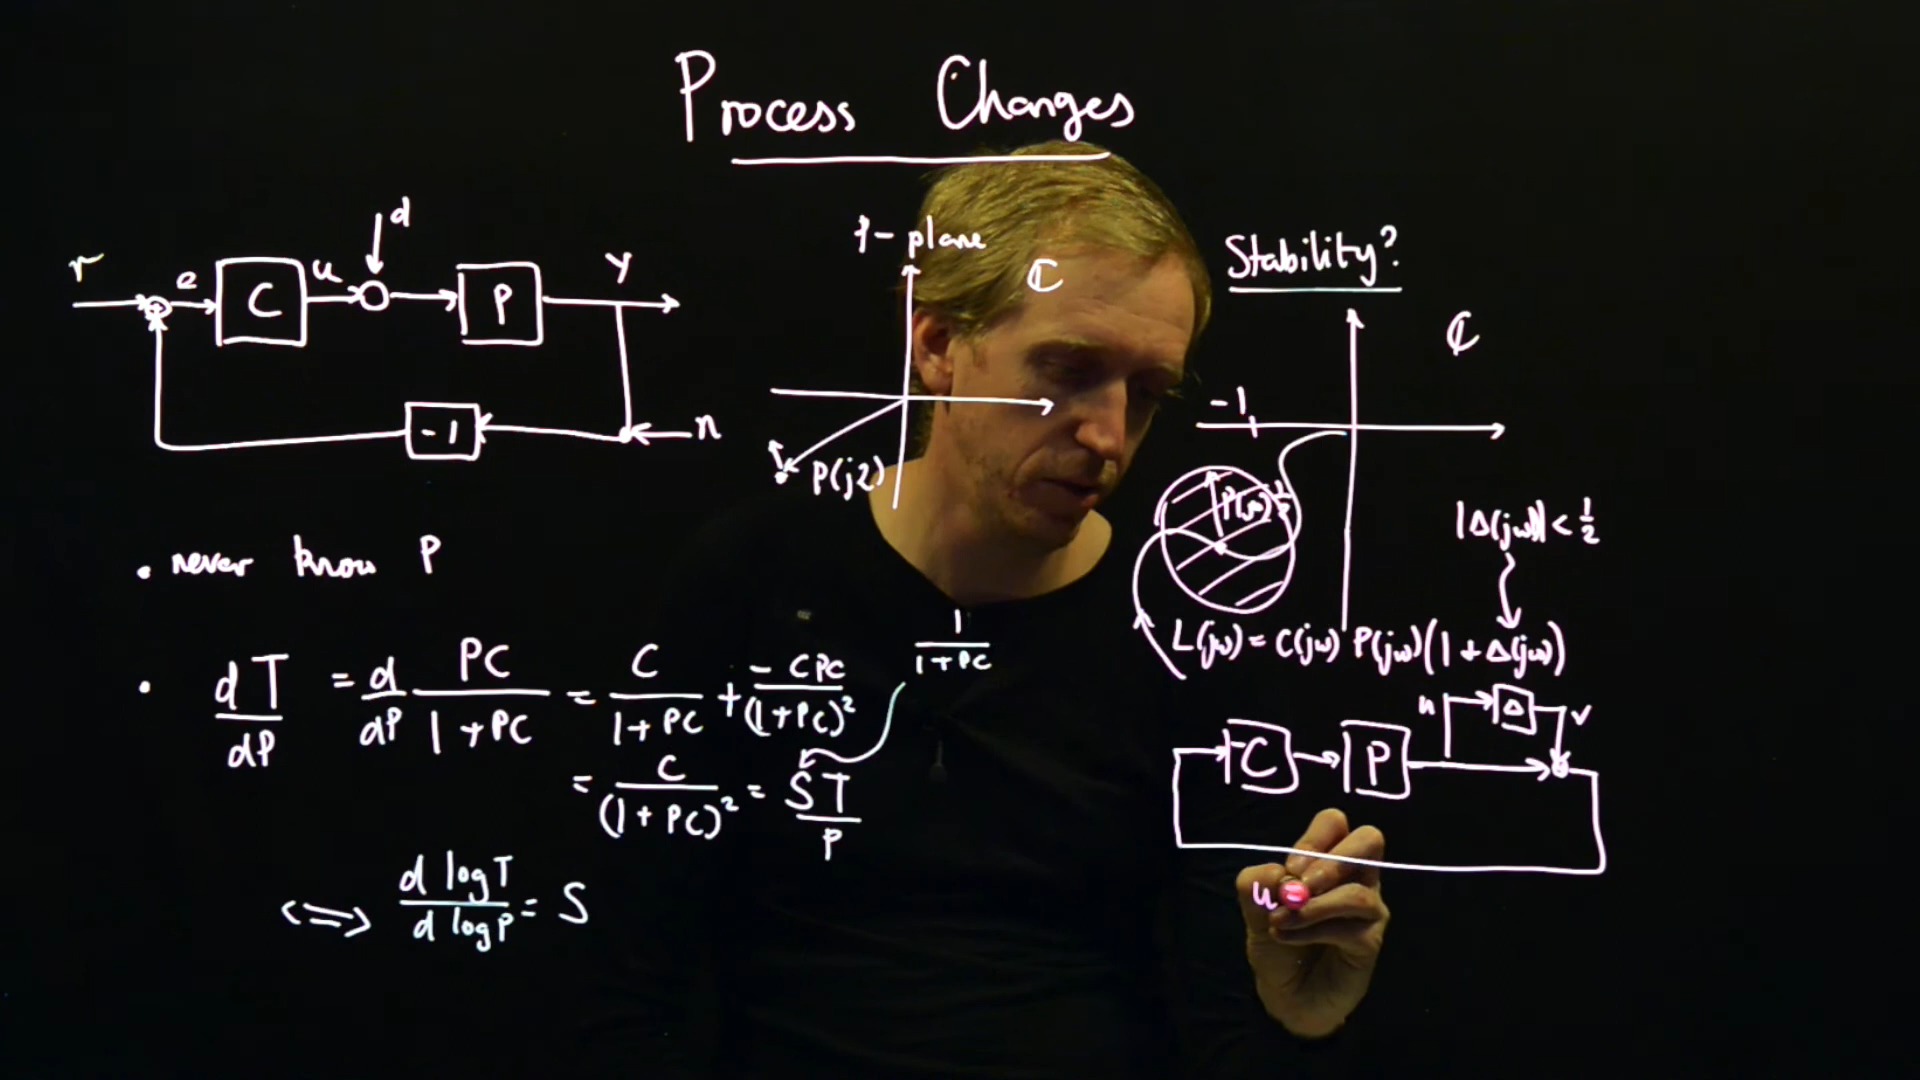 Process Changes
r e C u d P y
-1 n
P-plane
ℂ
P(j2)
• never know P
• dT/dP = d/dP PC/(1+PC) = C/(1+PC) + -CPC/(1+PC)²
1/(1+PC)
= C/(1+PC)² = ST/P
<=> d log T/d log P = S
Stability?
ℂ
-1
|Δ(jω)| < 1/2
L(jω) = C(jω) P(jω)(1 + Δ(jω))
u Δ v
-C P
u =